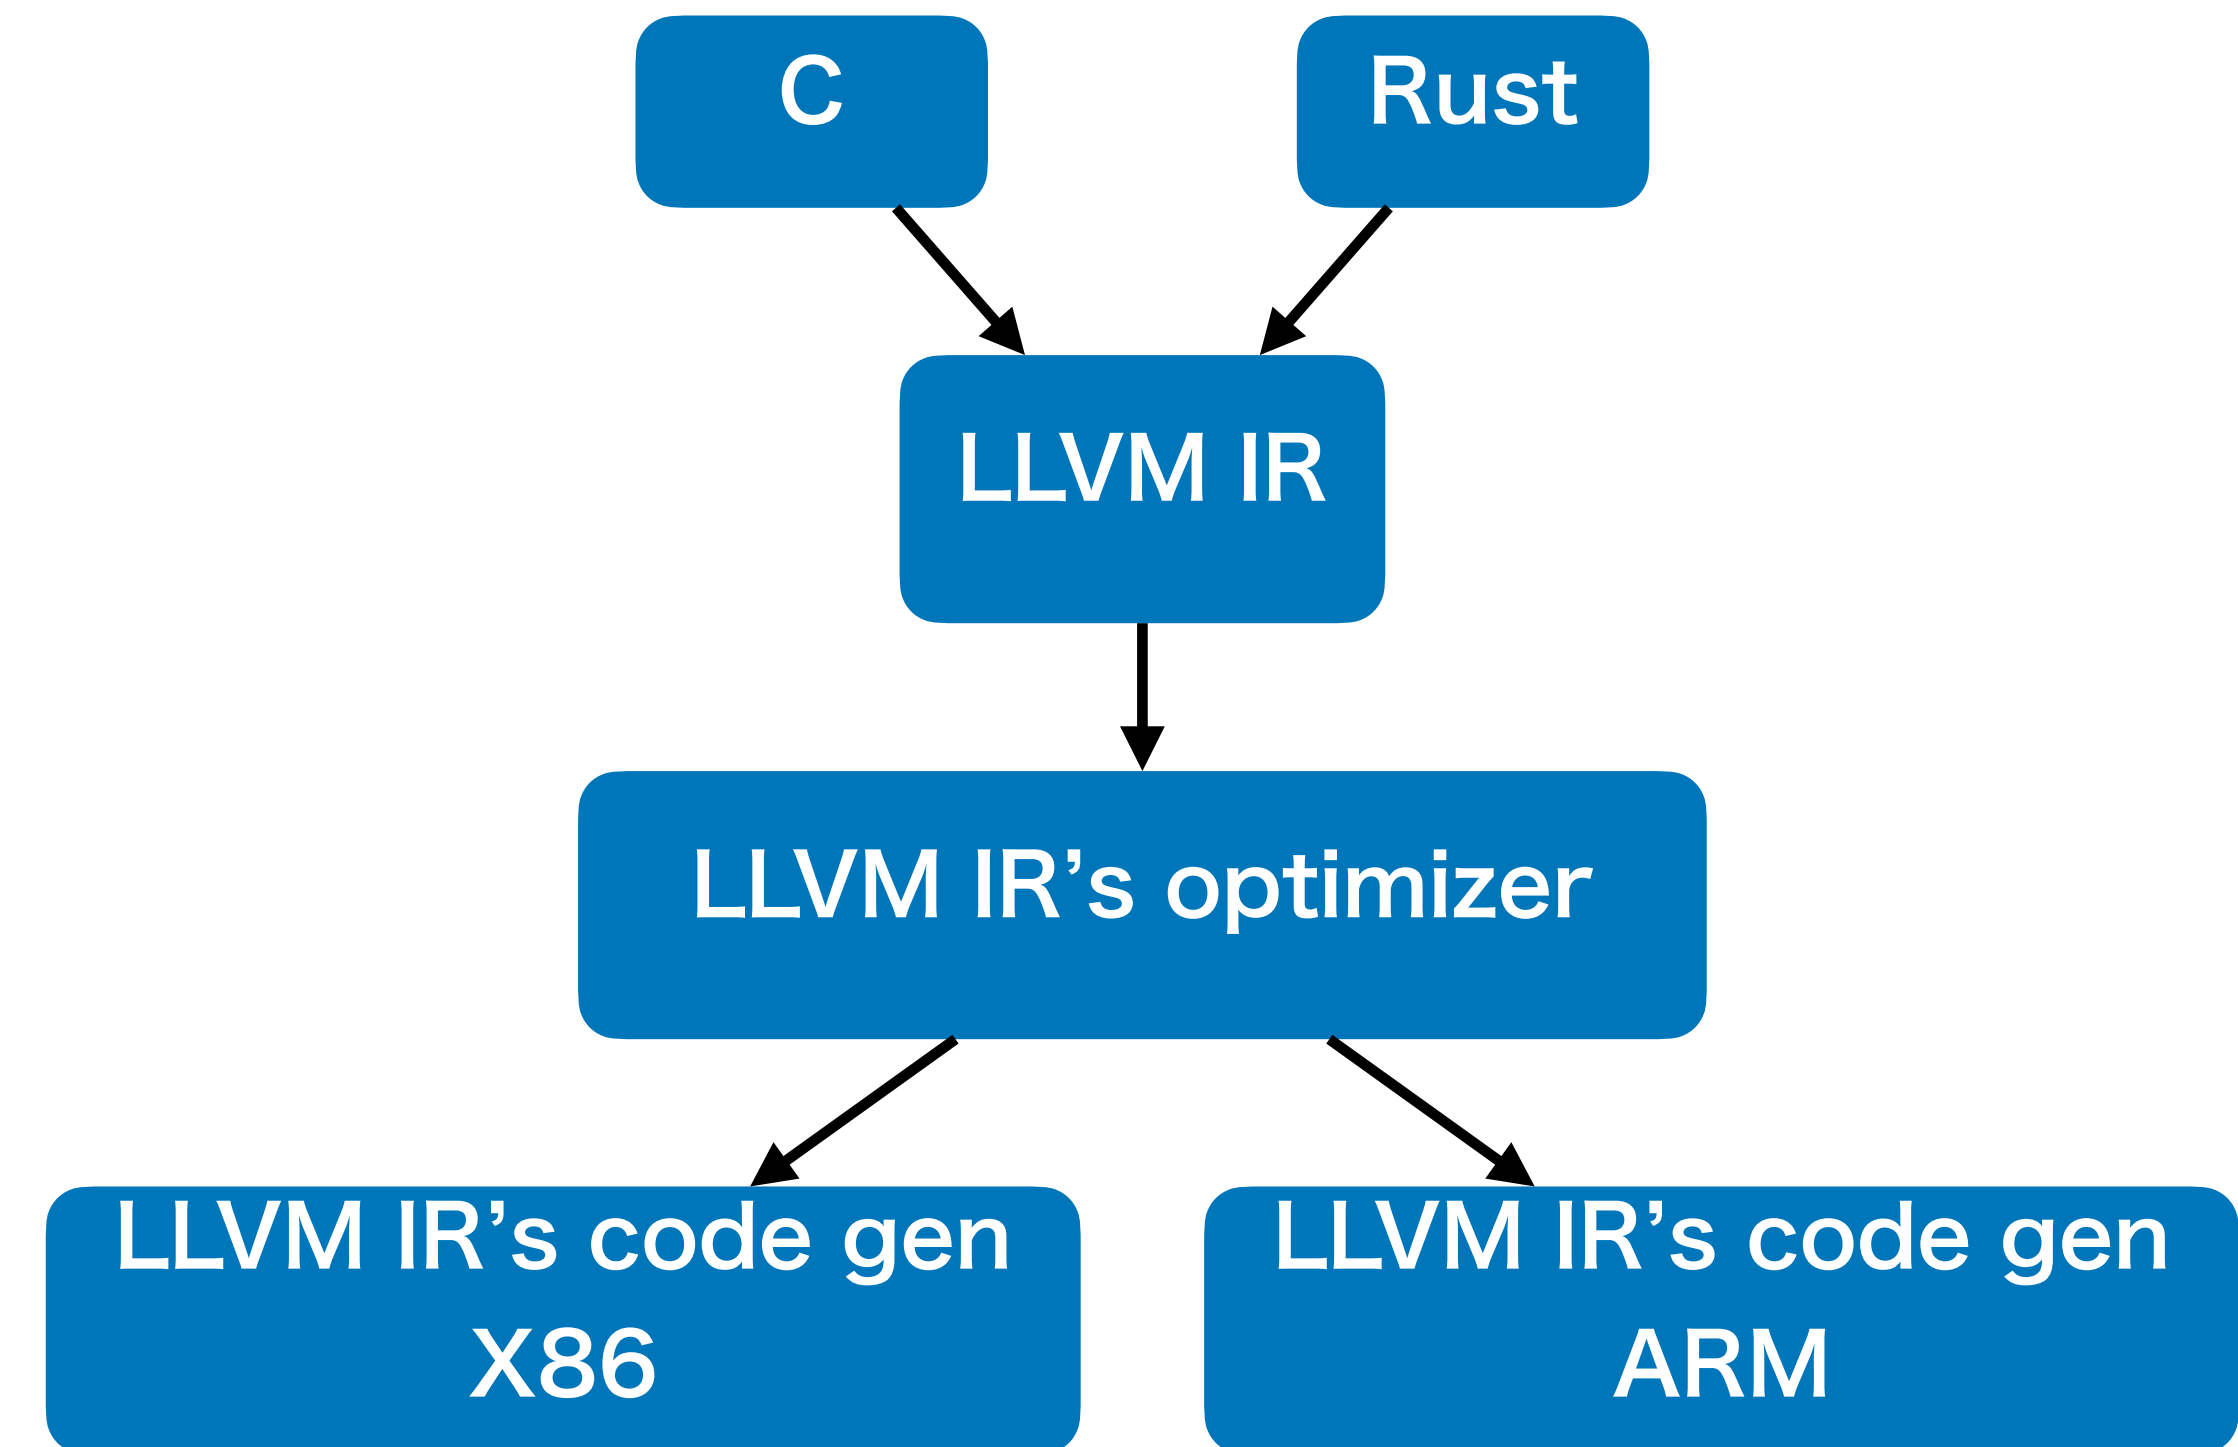 C
Rust
LLVM IR
LLVM IR’s optimizer
LLVM IR’s code gen
X86
LLVM IR’s code gen
ARM